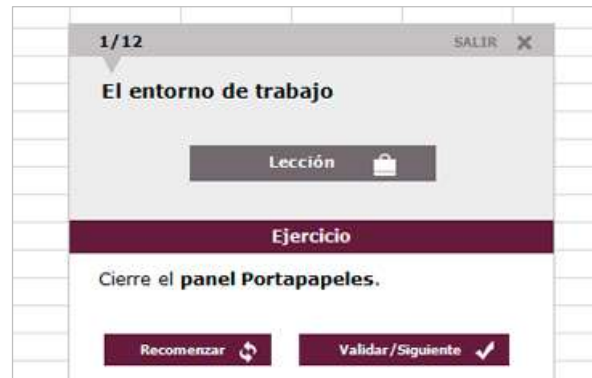 1/12 SALIR
El entorno de trabajo
Lección
Ejercicio
Cierre el panel Portapapeles.
Recomenzar Validar/Siguiente